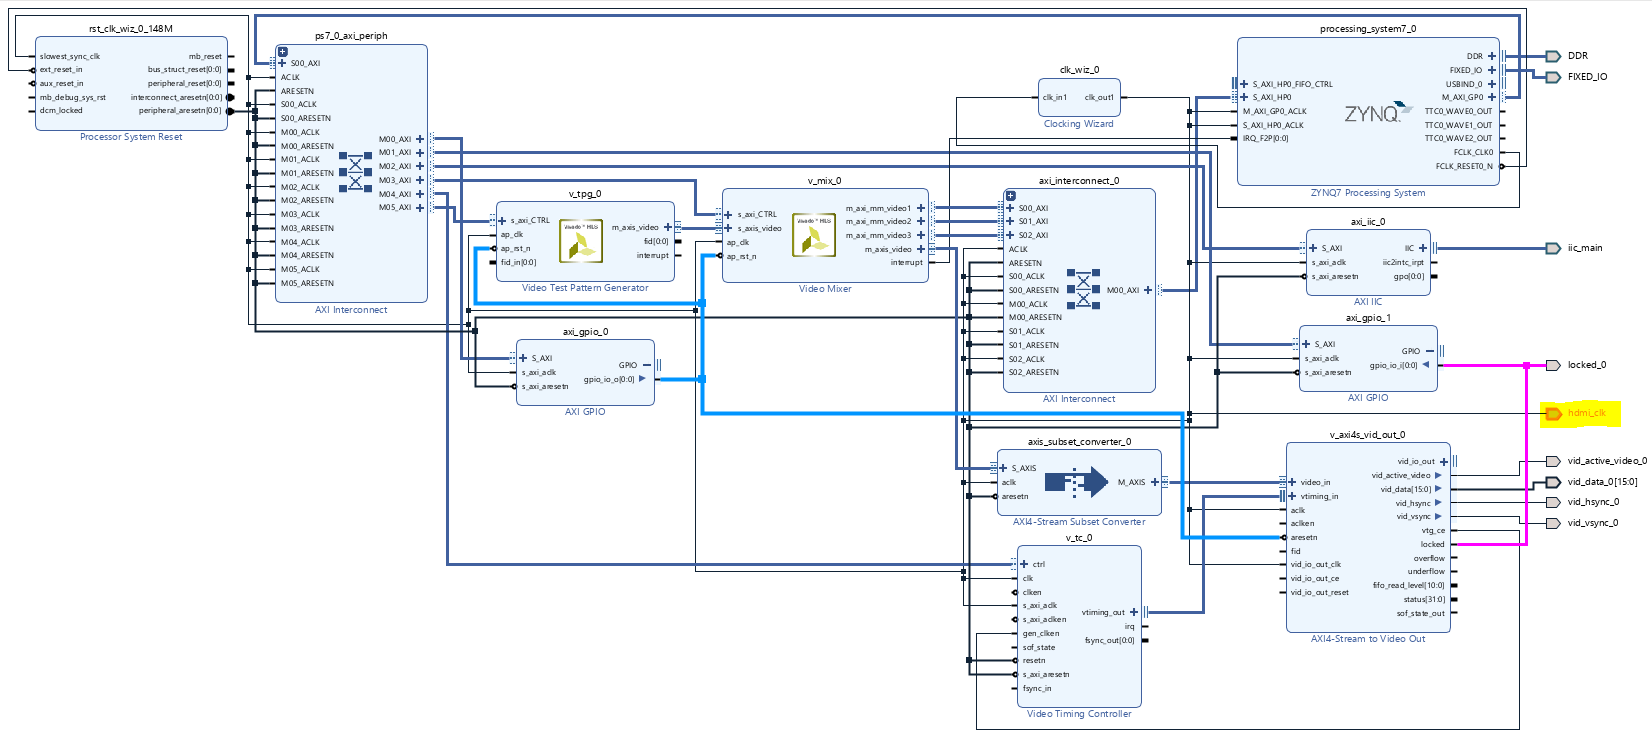 rst_clk_wiz_0_148M
slowest_sync_clk
ext_reset_in
aux_reset_in
mb_debug_sys_rst
dcm_locked
mb_reset
bus_struct_reset[0:0]
peripheral_reset[0:0]
interconnect_aresetn[0:0]
peripheral_aresetn[0:0]
Processor System Reset
ps7_0_axi_periph
S00_AXI
ACLK
ARESETN
S00_ACLK
S00_ARESETN
M00_ACLK
M00_ARESETN
M01_ACLK
M01_ARESETN
M02_ACLK
M02_ARESETN
M03_ACLK
M03_ARESETN
M04_ACLK
M04_ARESETN
M05_ACLK
M05_ARESETN
M00_AXI
M01_AXI
M02_AXI
M03_AXI
M04_AXI
M05_AXI
AXI Interconnect
v_tpg_0
s_axi_CTRL
ap_clk
ap_rst_n
fid_in[0:0]
m_axis_video
fid[0:0]
interrupt
Vivado™ HLS
Video Test Pattern Generator
v_mix_0
s_axi_CTRL
s_axis_video
ap_clk
ap_rst_n
m_axi_mm_video1
m_axi_mm_video2
m_axi_mm_video3
m_axis_video
interrupt
Vivado™ HLS
Video Mixer
axi_gpio_0
S_AXI
s_axi_aclk
s_axi_aresetn
GPIO
gpio_io_o[0:0]
AXI GPIO
clk_wiz_0
clk_in1
clk_out1
Clocking Wizard
axi_interconnect_0
S00_AXI
S01_AXI
S02_AXI
ACLK
ARESETN
S00_ACLK
S00_ARESETN
M00_ACLK
M00_ARESETN
S01_ACLK
S01_ARESETN
S02_ACLK
S02_ARESETN
M00_AXI
AXI Interconnect
processing_system7_0
S_AXI_HP0_FIFO_CTRL
S_AXI_HP0
M_AXI_GP0_ACLK
S_AXI_HP0_ACLK
IRQ_F2P[0:0]
ZYNQ
DDR
FIXED_IO
USBIND_0
M_AXI_GP0
TTC0_WAVE0_OUT
TTC0_WAVE1_OUT
TTC0_WAVE2_OUT
FCLK_CLK0
FCLK_RESET0_N
ZYNQ7 Processing System
DDR
FIXED_IO
axi_iic_0
S_AXI
s_axi_aclk
s_axi_aresetn
IIC
iic2intc_irpt
gpo[0:0]
AXI IIC
iic_main
axi_gpio_1
S_AXI
s_axi_aclk
s_axi_aresetn
GPIO
gpio_io_i[0:0]
AXI GPIO
locked_0
hdmi_clk
axis_subset_converter_0
S_AXIS
aclk
aresetn
M_AXIS
AXI4-Stream Subset Converter
v_tc_0
ctrl
clk
clken
s_axi_aclk
s_axi_aclken
gen_clken
sof_state
resetn
s_axi_aresetn
fsync_in
vtiming_out
irq
fsync_out[0:0]
Video Timing Controller
v_axi4s_vid_out_0
video_in
vtiming_in
aclk
aclken
aresetn
fid
vid_io_out_clk
vid_io_out_ce
vid_io_out_reset
vid_io_out
vid_active_video
vid_data[15:0]
vid_hsync
vid_vsync
vtg_ce
locked
overflow
underflow
fifo_read_level[10:0]
status[31:0]
sof_state_out
AXI4-Stream to Video Out
vid_active_video_0
vid_data_0[15:0]
vid_hsync_0
vid_vsync_0